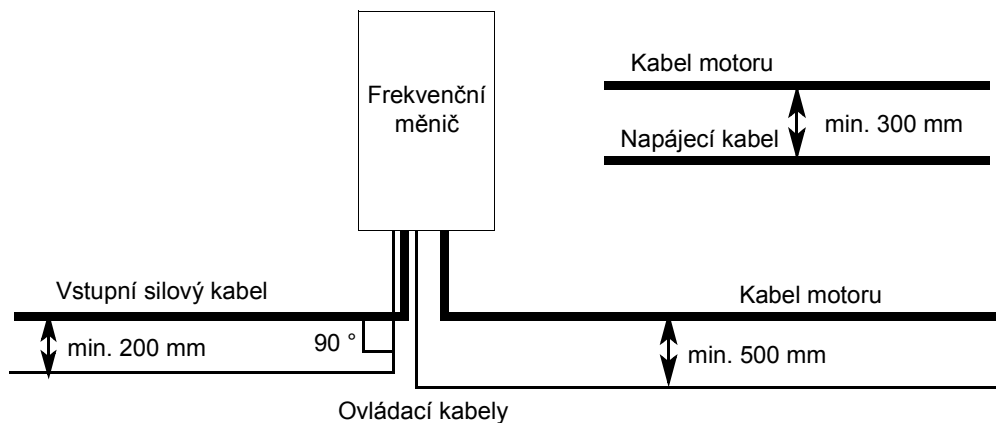 Frekvenční
měnič
Kabel motoru
min. 300 mm
Napájecí kabel
Vstupní silový kabel
Kabel motoru
min. 200 mm
90 °
min. 500 mm
Ovládací kabely